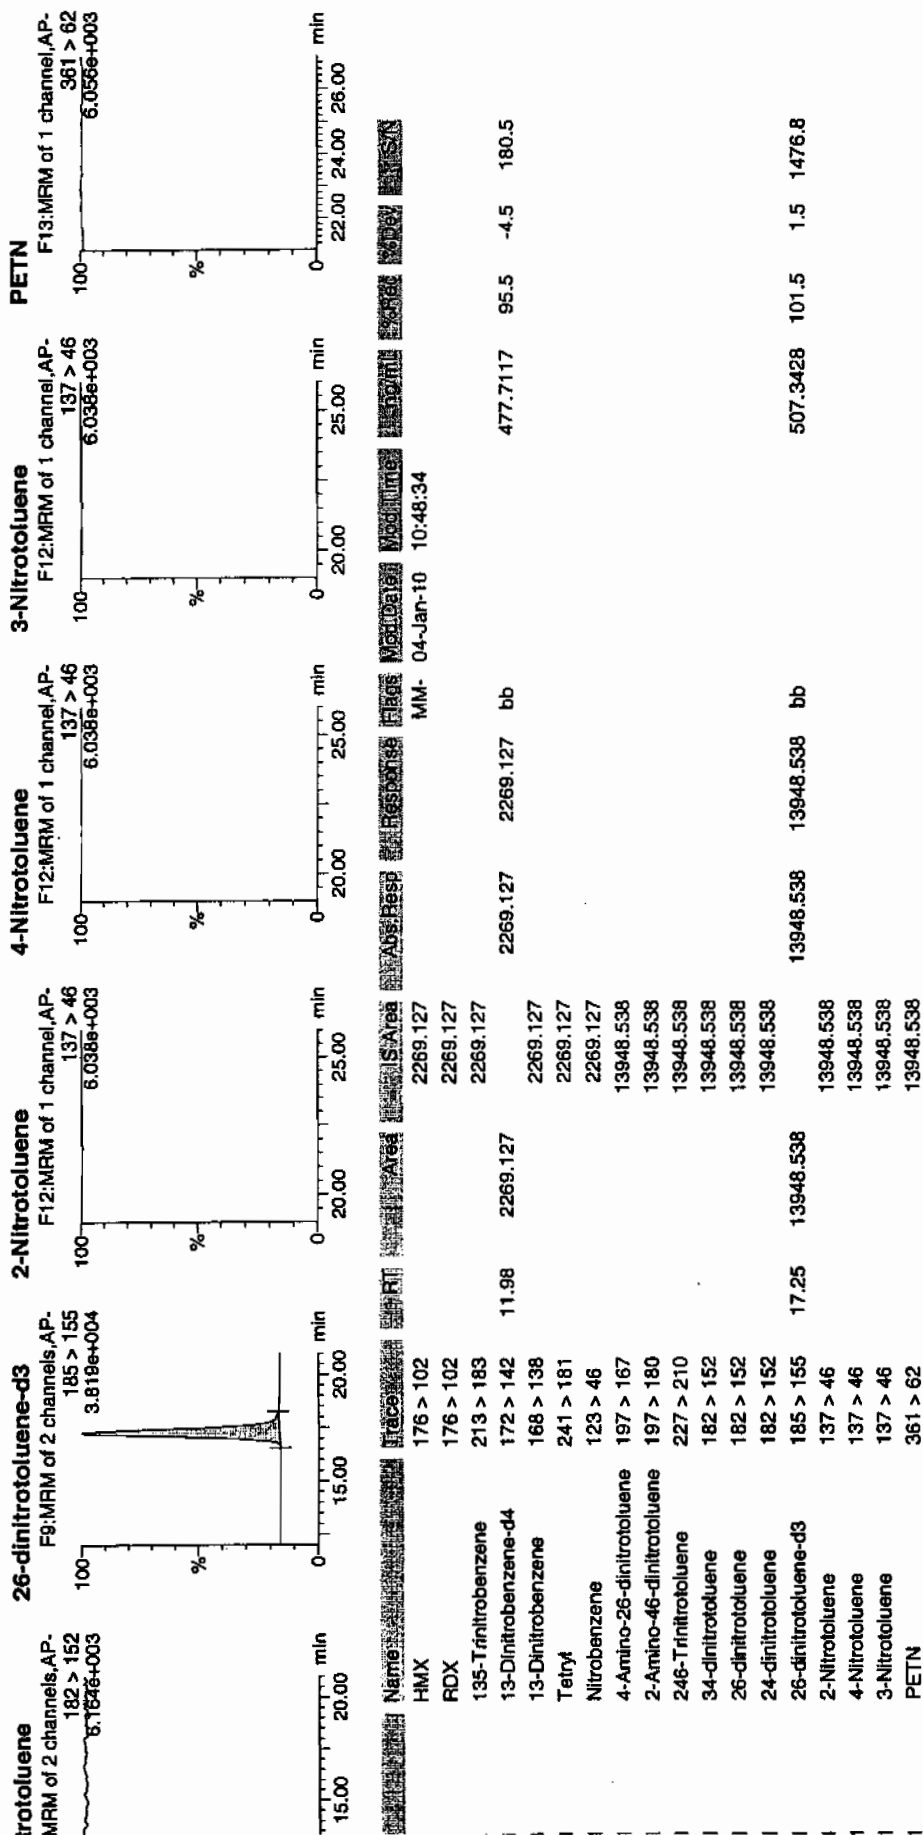 trotoluene
MRM of 2 channels,AP-
182 > 152
6.164e+003
15.00 20.00 min
26-dinitrotoluene-d3
F9:MRM of 2 channels,AP-
185 > 155
3.819e+004
100
%
0
15.00 20.00 min
2-Nitrotoluene
F12:MRM of 1 channel,AP-
137 > 46
6.038e+003
100
%
0
20.00 25.00 min
4-Nitrotoluene
F12:MRM of 1 channel,AP-
137 > 46
6.038e+003
100
%
0
20.00 25.00 min
3-Nitrotoluene
F12:MRM of 1 channel,AP-
137 > 46
6.038e+003
100
%
0
20.00 25.00 min
PETN
F13:MRM of 1 channel,AP-
361 > 62
6.056e+003
100
%
0
22.00 24.00 26.00 min
Name Trace RT Area IS Area Abs.Resp Response Flags Mod.Date Mod.Time %Rec %Dev S/N
HMX 176 > 102 2269.127 MM- 04-Jan-10 10:48:34
RDX 176 > 102 2269.127
135-Trinitrobenzene 213 > 183 2269.127
13-Dinitrobenzene-d4 172 > 142 11.98 2269.127 2269.127 2269.127 bb 477.7117 95.5 -4.5 180.5
13-Dinitrobenzene 168 > 138 2269.127
Tetryl 241 > 181 2269.127
Nitrobenzene 123 > 46 2269.127
4-Amino-26-dinitrotoluene 197 > 167 13948.538
2-Amino-46-dinitrotoluene 197 > 180 13948.538
246-Trinitrotoluene 227 > 210 13948.538
34-dinitrotoluene 182 > 152 13948.538
26-dinitrotoluene 182 > 152 13948.538
24-dinitrotoluene 182 > 152 13948.538
26-dinitrotoluene-d3 185 > 155 17.25 13948.538 13948.538 13948.538 bb 507.3428 101.5 1.5 1476.8
2-Nitrotoluene 137 > 46 13948.538
4-Nitrotoluene 137 > 46 13948.538
3-Nitrotoluene 137 > 46 13948.538
PETN 361 > 62 13948.538